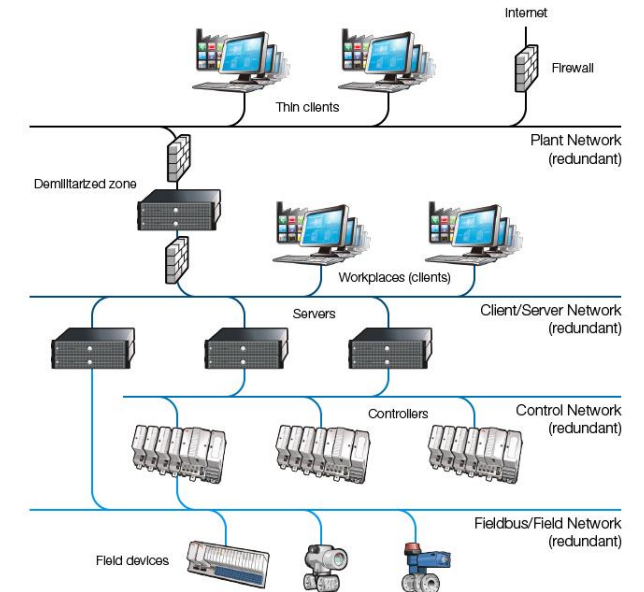 Internet
Firewall
Thin clients
Plant Network
(redundant)
Demilitarized zone
Workplaces (clients)
Client/Server Network
(redundant)
Servers
Control Network
(redundant)
Controllers
Fieldbus/Field Network
(redundant)
Field devices